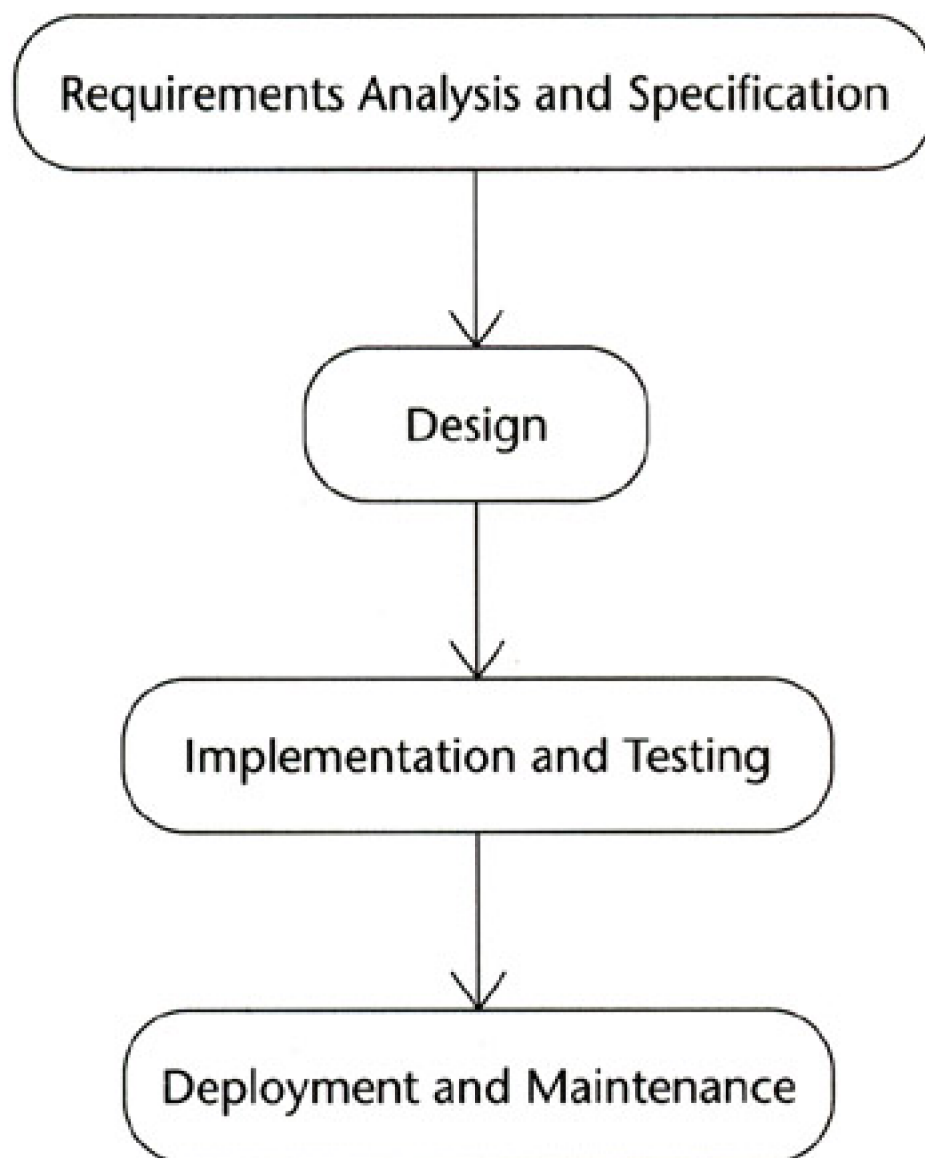 Requirements Analysis and Specification
Design
Implementation and Testing
Deployment and Maintenance